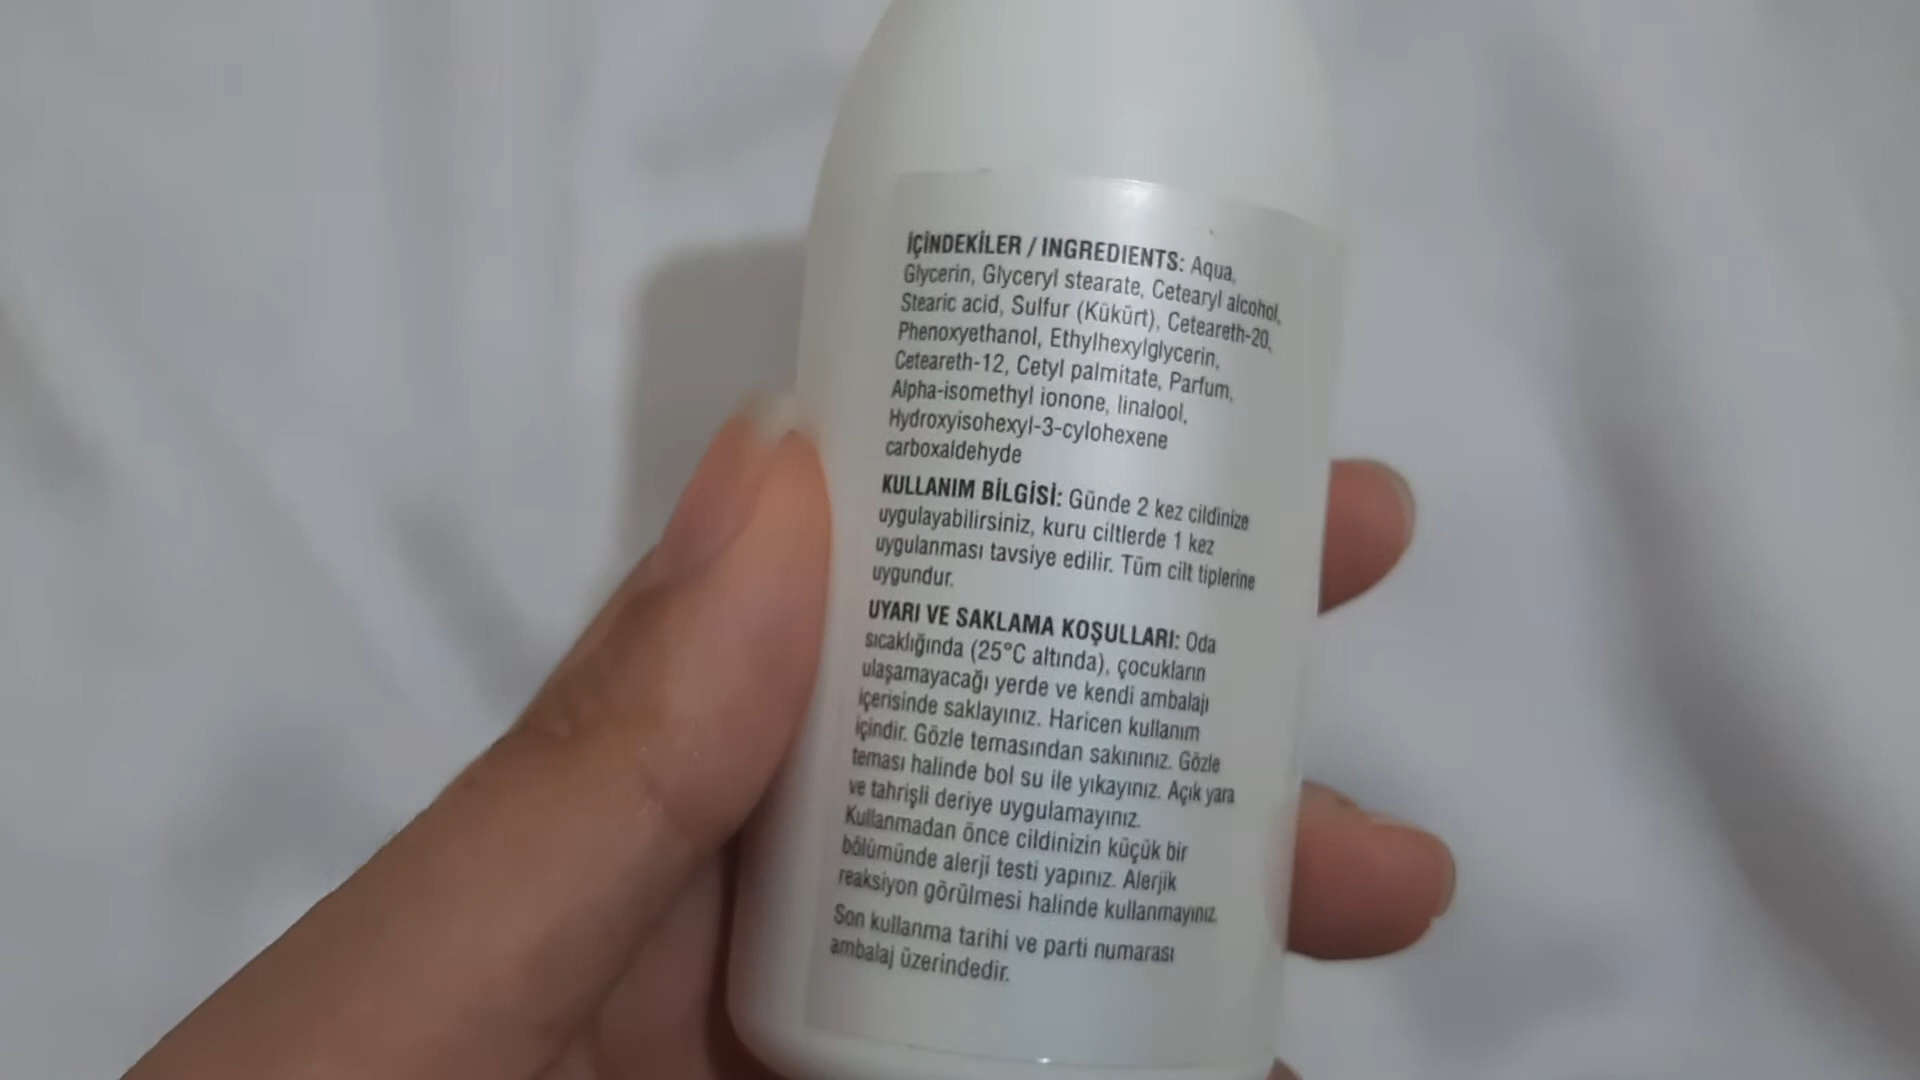 İÇİNDEKİLER / INGREDIENTS: Aqua,
Glycerin, Glyceryl stearate, Cetearyl alcohol,
Stearic acid, Sulfur (Kükürt), Ceteareth-20,
Phenoxyethanol, Ethylhexylglycerin,
Ceteareth-12, Cetyl palmitate, Parfum,
Alpha-isomethyl ionone, linalool,
Hydroxyisohexyl-3-cylohexene
carboxaldehyde
KULLANIM BİLGİSİ: Günde 2 kez cildinize
uygulayabilirsiniz, kuru ciltlerde 1 kez
uygulanması tavsiye edilir. Tüm cilt tiplerine
uygundur.
UYARI VE SAKLAMA KOŞULLARI: Oda
sıcaklığında (25°C altında), çocukların
ulaşamayacağı yerde ve kendi ambalajı
içerisinde saklayınız. Haricen kullanım
içindir. Gözle temasından sakınınız. Gözle
teması halinde bol su ile yıkayınız. Açık yara
ve tahrişli deriye uygulamayınız.
Kullanmadan önce cildinizin küçük bir
bölümünde alerji testi yapınız. Alerjik
reaksiyon görülmesi halinde kullanmayınız.
Son kullanma tarihi ve parti numarası
ambalaj üzerindedir.